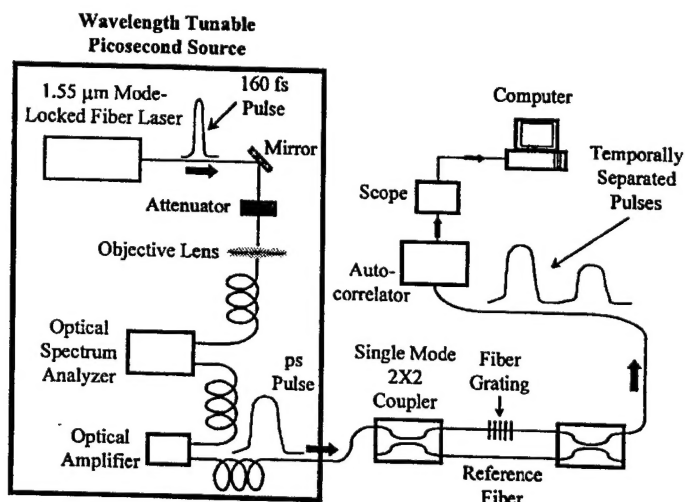 Wavelength Tunable
Picosecond Source
1.55 μm Mode-
Locked Fiber Laser
160 fs
Pulse
Mirror
Attenuator
Objective Lens
Optical
Spectrum
Analyzer
ps
Pulse
Optical
Amplifier
Computer
Scope
Temporally
Separated
Pulses
Auto-
correlator
Single Mode
2X2
Coupler
Fiber
Grating
Reference
Fiber